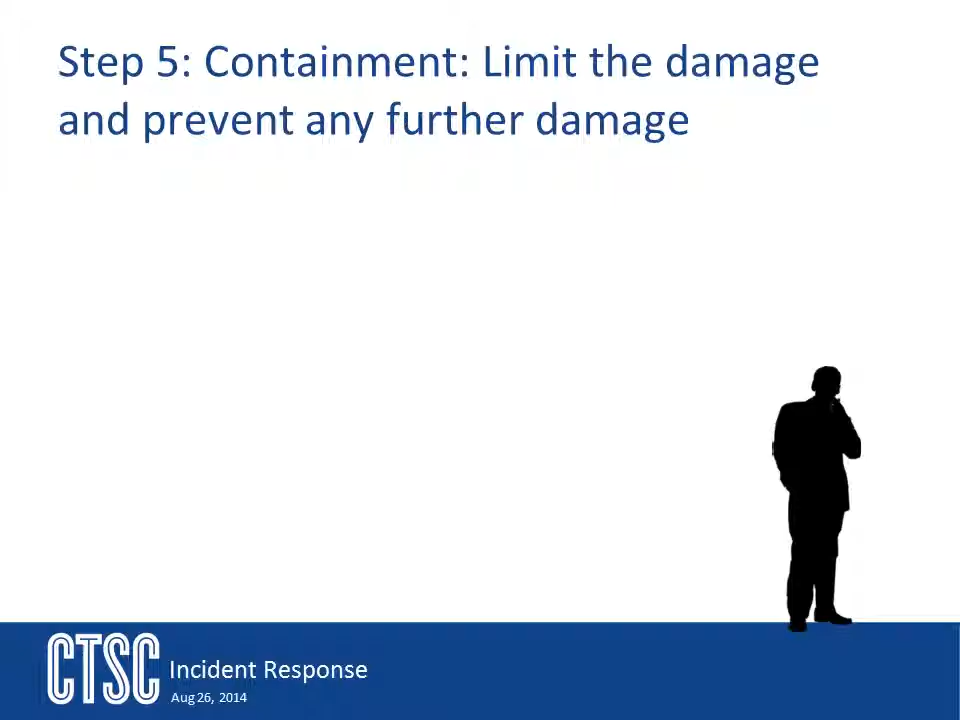 Step 5: Containment: Limit the damage
and prevent any further damage
CTSC
Incident Response
Aug 26, 2014